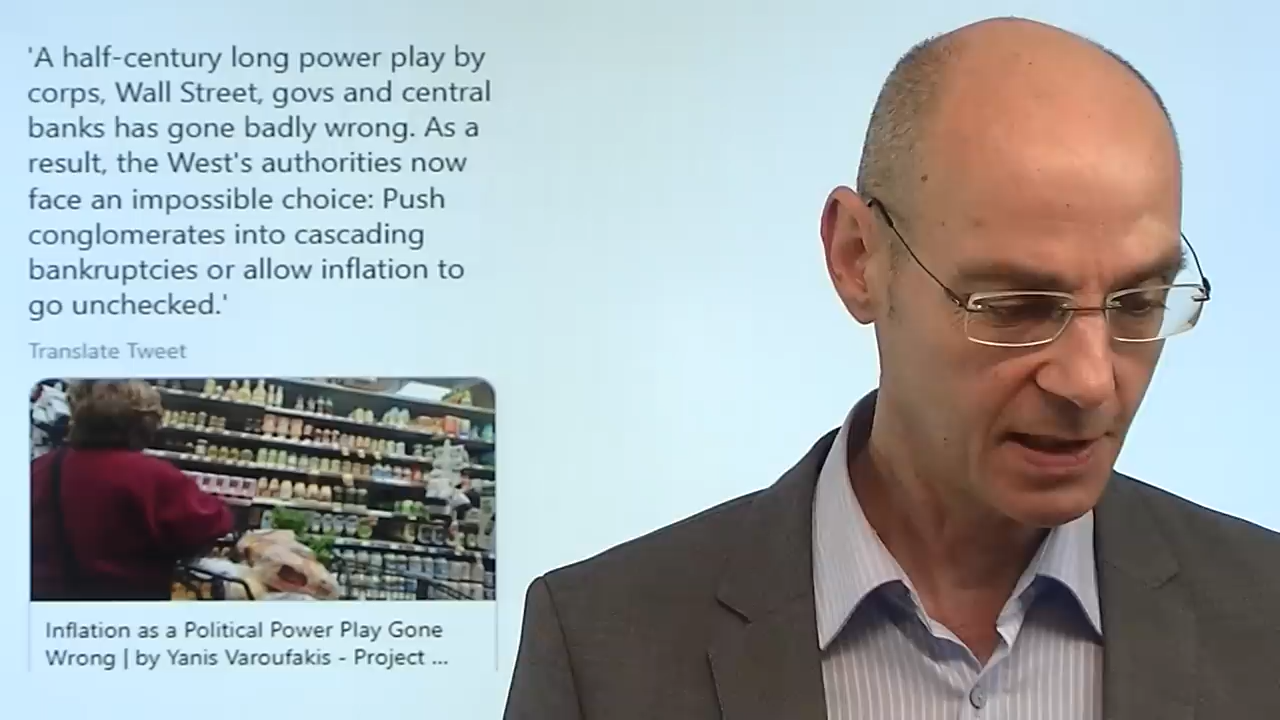 'A half-century long power play by
corps, Wall Street, govs and central
banks has gone badly wrong. As a
result, the West's authorities now
face an impossible choice: Push
conglomerates into cascading
bankruptcies or allow inflation to
go unchecked.'
Translate Tweet
Inflation as a Political Power Play Gone
Wrong | by Yanis Varoufakis - Project ...